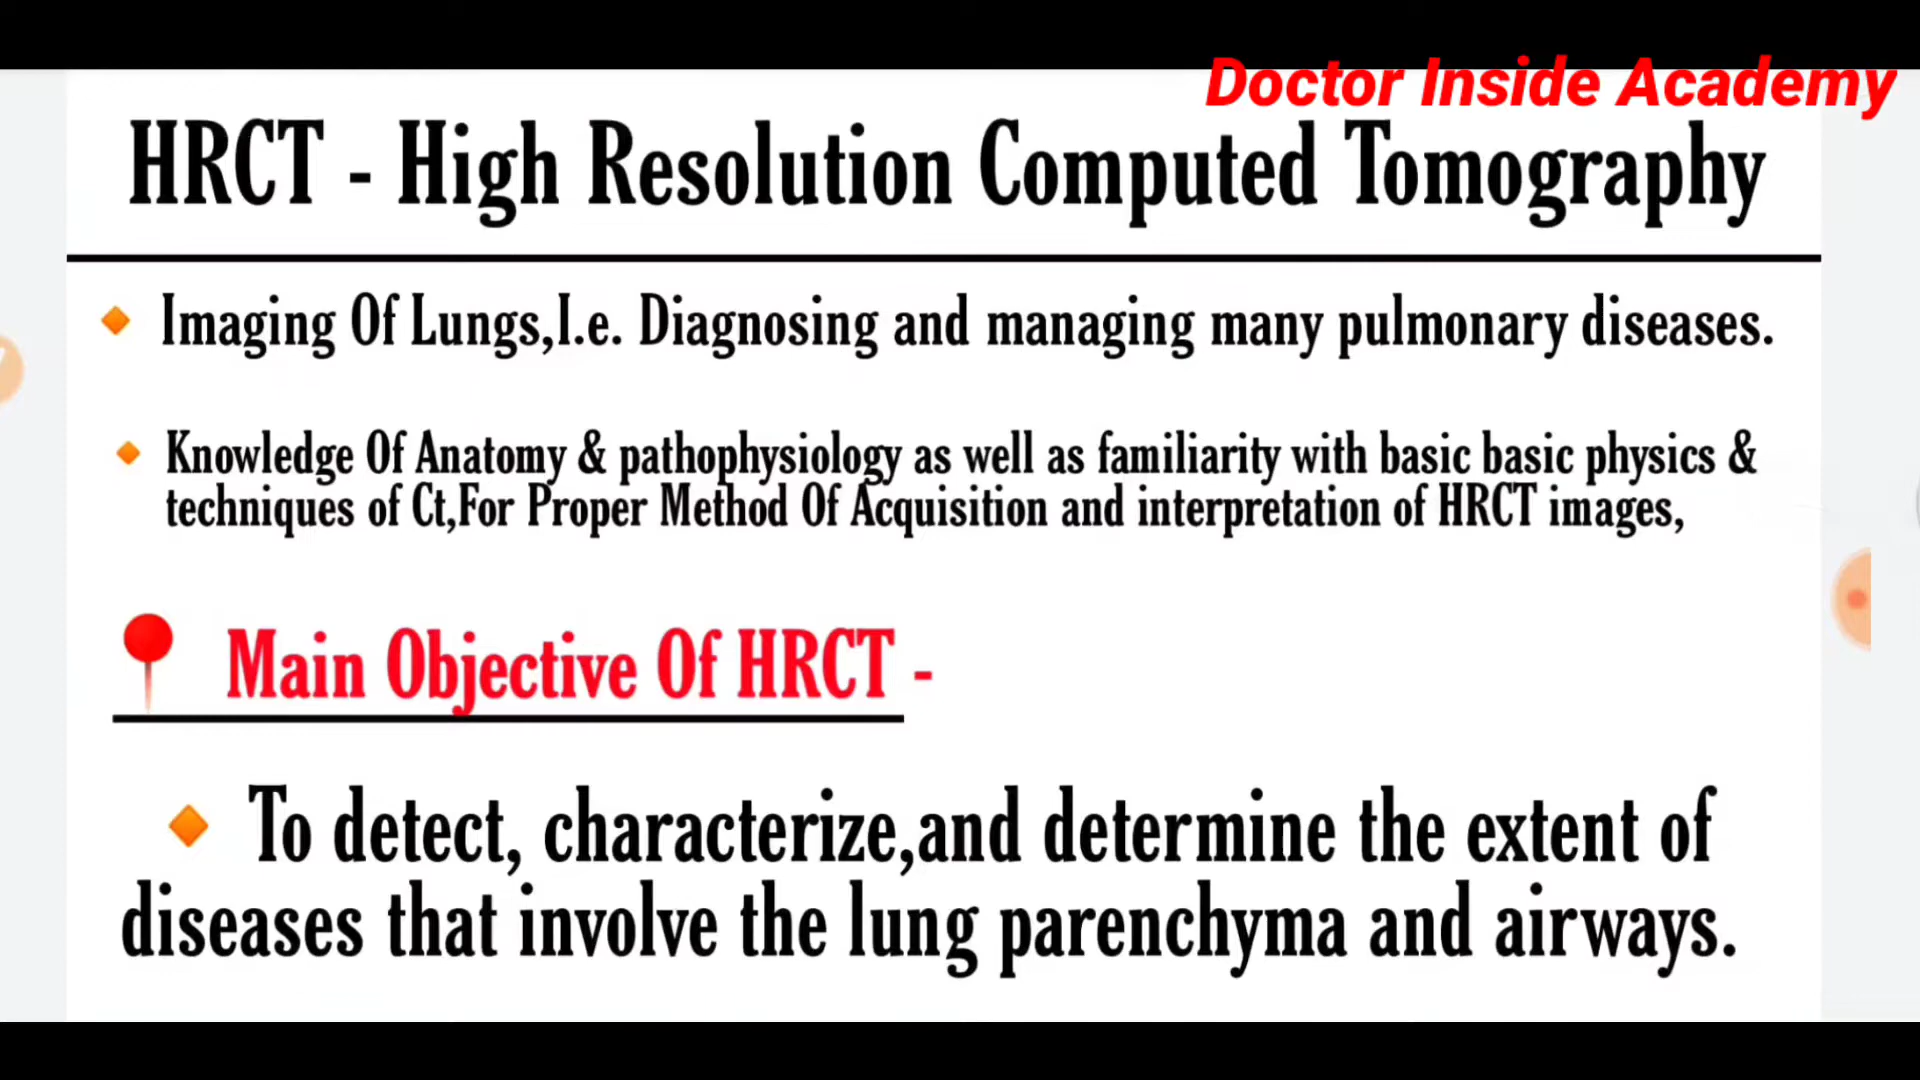 Doctor Inside Academy
HRCT - High Resolution Computed Tomography
Imaging Of Lungs,I.e. Diagnosing and managing many pulmonary diseases.
Knowledge Of Anatomy & pathophysiology as well as familiarity with basic basic physics &
techniques of Ct,For Proper Method Of Acquisition and interpretation of HRCT images,
Main Objective Of HRCT -
To detect, characterize,and determine the extent of
diseases that involve the lung parenchyma and airways.